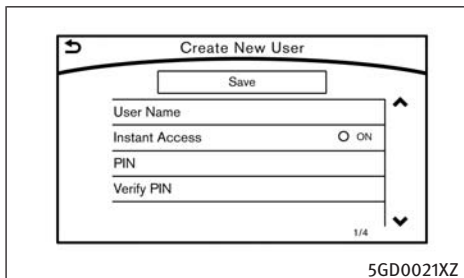 Create New User
Save
User Name
Instant Access ON
PIN
Verify PIN
1/4
5GD0021XZ